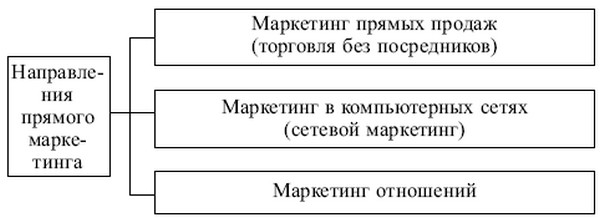 Направле-
ния
прямого
марке-
тинга
Маркетинг прямых продаж
(торговля без посредников)
Маркетинг в компьютерных сетях
(сетевой маркетинг)
Маркетинг отношений